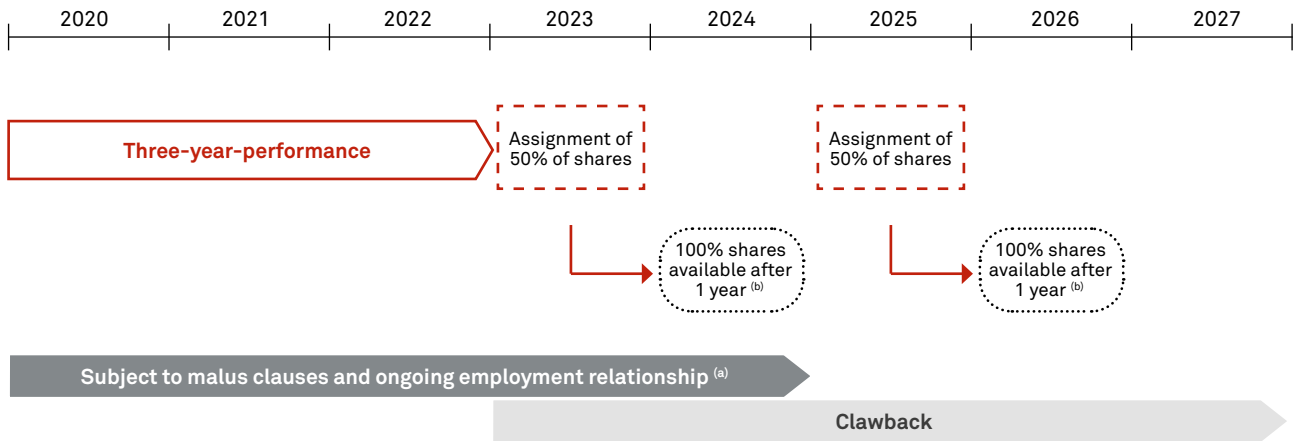 2020 2021 2022 2023 2024 2025 2026 2027
Three-year-performance
Assignment of
50% of shares
Assignment of
50% of shares
100% shares
available after
1 year (b)
100% shares
available after
1 year (b)
Subject to malus clauses and ongoing employment relationship (a)
Clawback